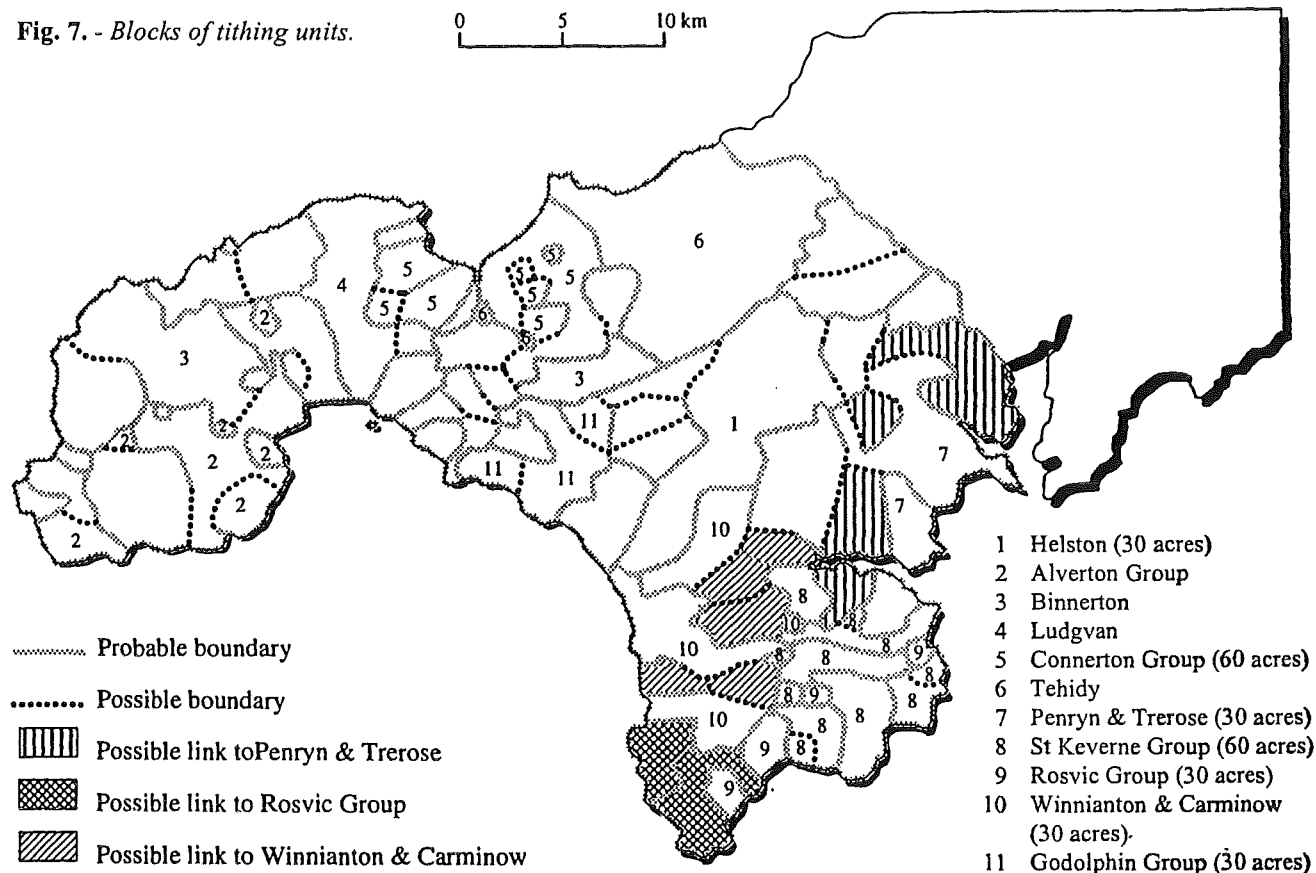 Fig. 7. - Blocks of tithing units.
0 5 10 km
6
4
5
5
5
5
5
5
5
5
6
6
2
3
3
2
2
2
2
2
2
11
11
11
1
7
7
10
8
10
1
8
10
8
8
8
9
8
8
8
9
8
8
8
10
9
9
Probable boundary
Possible boundary
Possible link toPenryn & Trerose
Possible link to Rosvic Group
Possible link to Winnianton & Carminow
1 Helston (30 acres)
2 Alverton Group
3 Binnerton
4 Ludgvan
5 Connerton Group (60 acres)
6 Tehidy
7 Penryn & Trerose (30 acres)
8 St Keverne Group (60 acres)
9 Rosvic Group (30 acres)
10 Winnianton & Carminow
(30 acres)
11 Godolphin Group (30 acres)